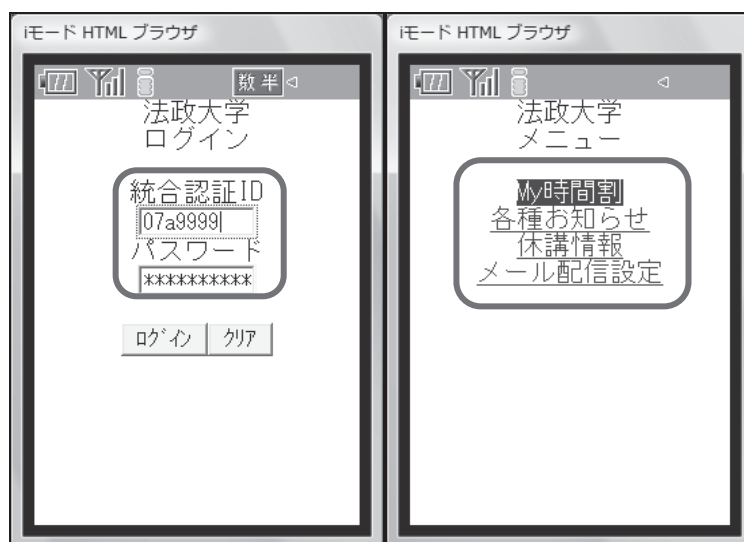 iモード HTML ブラウザ
数 半
法政大学
ログイン
統合認証ID
07a9999
パスワード
**********
ログイン クリア
iモード HTML ブラウザ
法政大学
メニュー
My時間割
各種お知らせ
休講情報
メール配信設定